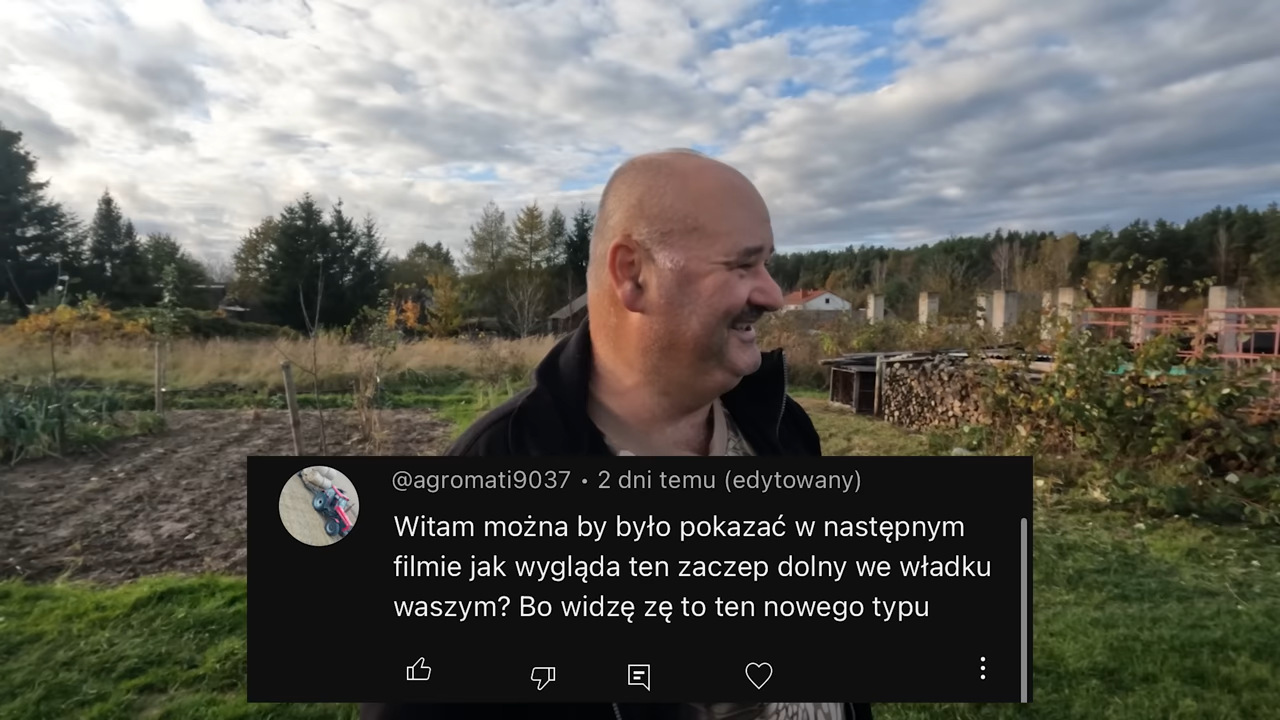 @agromati9037 • 2 dni temu (edytowany)
Witam można by było pokazać w następnym
filmie jak wygląda ten zaczep dolny we władku
waszym? Bo widzę zę to ten nowego typu